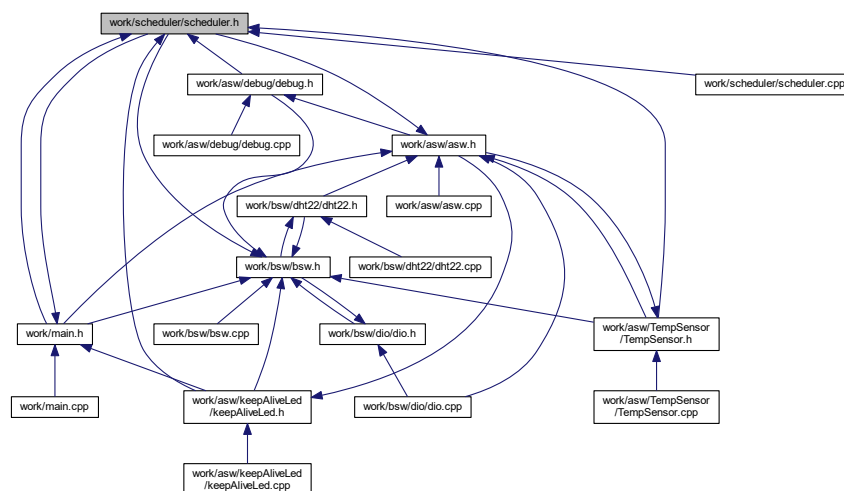 work/scheduler/scheduler.h
work/asw/debug/debug.h
work/scheduler/scheduler.cpp
work/asw/debug/debug.cpp
work/asw/asw.h
work/bsw/dht22/dht22.h
work/asw/asw.cpp
work/bsw/bsw.h
work/bsw/dht22/dht22.cpp
work/main.h
work/bsw/bsw.cpp
work/bsw/dio/dio.h
work/asw/TempSensor
/TempSensor.h
work/main.cpp
work/asw/keepAliveLed
/keepAliveLed.h
work/bsw/dio/dio.cpp
work/asw/TempSensor
/TempSensor.cpp
work/asw/keepAliveLed
/keepAliveLed.cpp